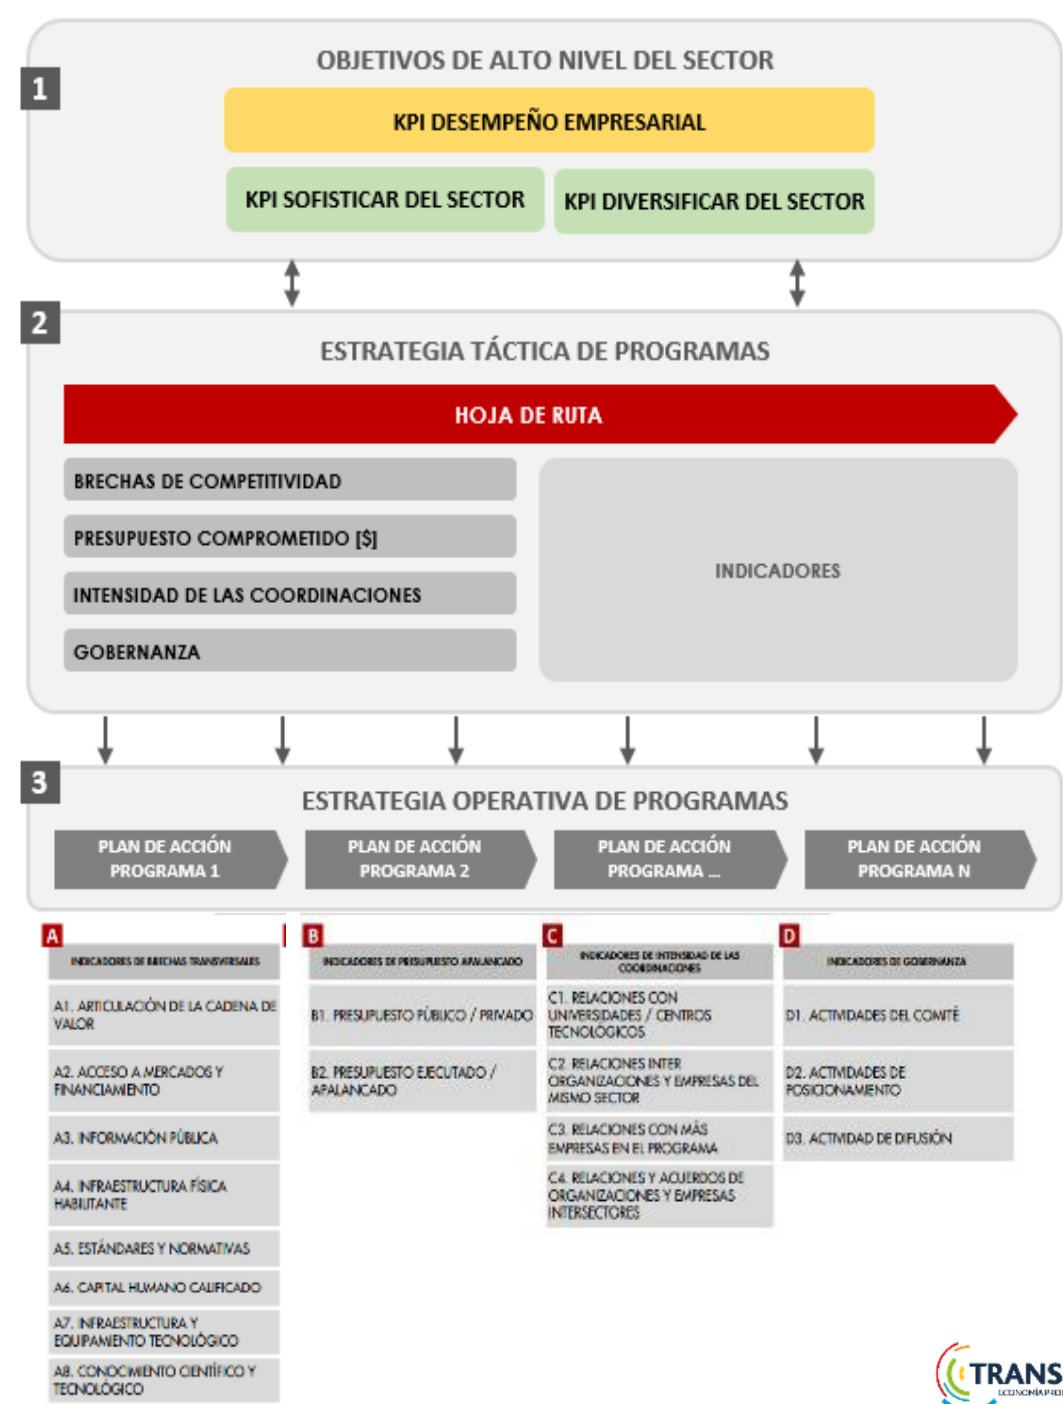 1
OBJETIVOS DE ALTO NIVEL DEL SECTOR
KPI DESEMPEÑO EMPRESARIAL
KPI SOFISTICAR DEL SECTOR
KPI DIVERSIFICAR DEL SECTOR
2
ESTRATEGIA TÁCTICA DE PROGRAMAS
HOJA DE RUTA
BRECHAS DE COMPETITIVIDAD
PRESUPUESTO COMPROMETIDO [$]
INTENSIDAD DE LAS COORDINACIONES
GOBERNANZA
INDICADORES
3
ESTRATEGIA OPERATIVA DE PROGRAMAS
PLAN DE ACCIÓN
PROGRAMA 1
PLAN DE ACCIÓN
PROGRAMA 2
PLAN DE ACCIÓN
PROGRAMA ...
PLAN DE ACCIÓN
PROGRAMA N
A
INDICADORES DE BRECHAS TRANSVERSALES
A1. ARTICULACIÓN DE LA CADENA DE
VALOR
A2. ACCESO A MERCADOS Y
FINANCIAMIENTO
A3. INFORMACIÓN PÚBLICA
A4. INFRAESTRUCTURA FÍSICA
HABILITANTE
A5. ESTÁNDARES Y NORMATIVAS
A6. CAPITAL HUMANO CALIFICADO
A7. INFRAESTRUCTURA Y
EQUIPAMIENTO TECNOLÓGICO
A8. CONOCIMIENTO CIENTÍFICO Y
TECNOLÓGICO
B
INDICADORES DE PRESUPUESTO APALANCADO
B1. PRESUPUESTO PÚBLICO / PRIVADO
B2. PRESUPUESTO EJECUTADO /
APALANCADO
C
INDICADORES DE INTENSIDAD DE LAS
COORDINACIONES
C1. RELACIONES CON
UNIVERSIDADES / CENTROS
TECNOLÓGICOS
C2. RELACIONES INTER
ORGANIZACIONES Y EMPRESAS DEL
MISMO SECTOR
C3. RELACIONES CON MÁS
EMPRESAS EN EL PROGRAMA
C4. RELACIONES Y ACUERDOS DE
ORGANIZACIONES Y EMPRESAS
INTERSECTORES
D
INDICADORES DE GOBERNANZA
D1. ACTIVIDADES DEL COMITÉ
D2. ACTIVIDADES DE
POSICIONAMIENTO
D3. ACTIVIDAD DE DIFUSIÓN
TRANS